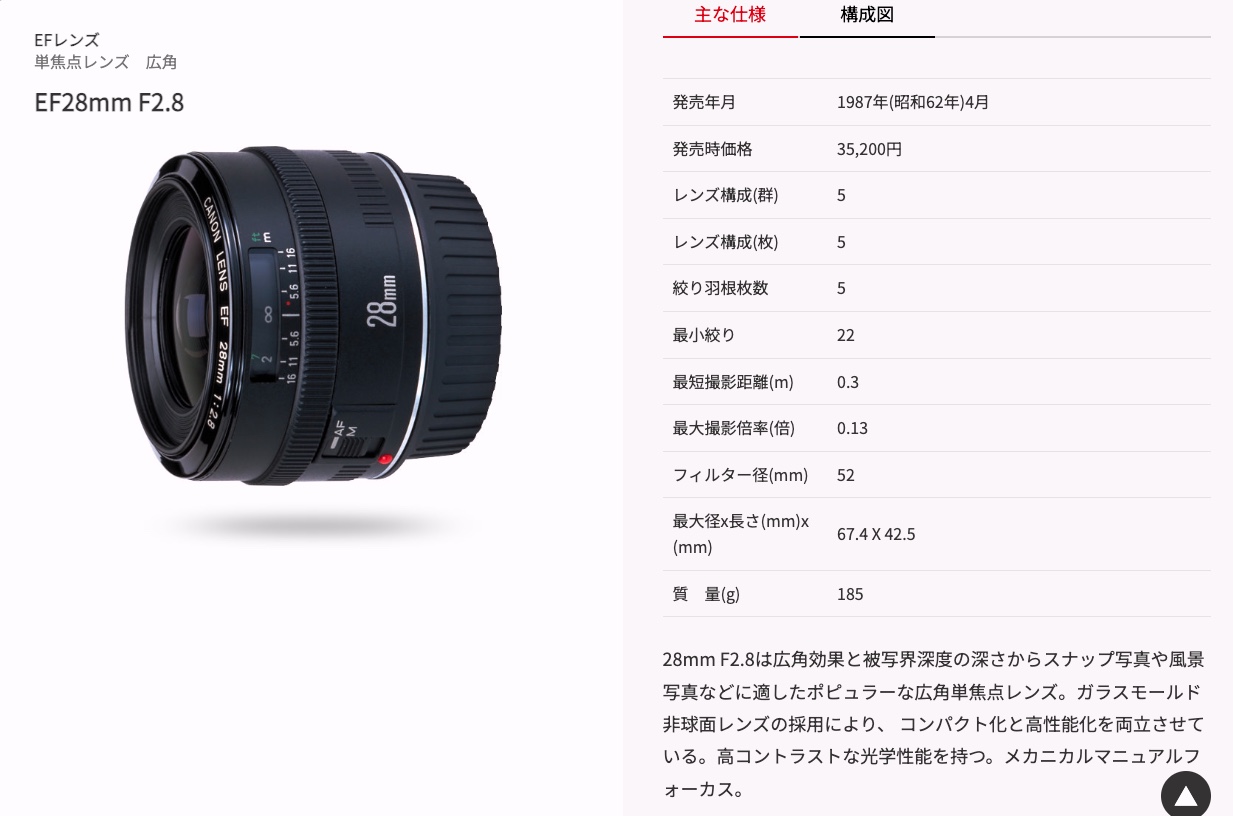 EFレンズ
単焦点レンズ　広角
EF28mm F2.8
CANON LENS EF 28mm 1:2.8
ft m
16 11 5.6 5.6 11 16
∞
7
2
28mm
AF
M
主な仕様 構成図
発売年月 1987年(昭和62年)4月
発売時価格 35,200円
レンズ構成(群) 5
レンズ構成(枚) 5
絞り羽根枚数 5
最小絞り 22
最短撮影距離(m) 0.3
最大撮影倍率(倍) 0.13
フィルター径(mm) 52
最大径x長さ(mm)x
(mm) 67.4 X 42.5
質　量(g) 185
28mm F2.8は広角効果と被写界深度の深さからスナップ写真や風景
写真などに適したポピュラーな広角単焦点レンズ。ガラスモールド
非球面レンズの採用により、 コンパクト化と高性能化を両立させて
いる。高コントラストな光学性能を持つ。メカニカルマニュアルフ
ォーカス。